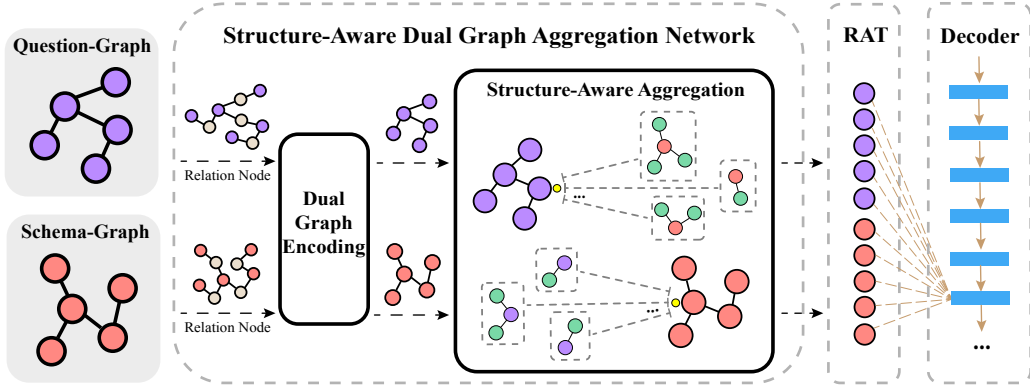 Question-Graph
Schema-Graph
Structure-Aware Dual Graph Aggregation Network
Relation Node
Relation Node
Dual
Graph
Encoding
Structure-Aware Aggregation
...
...
RAT
Decoder
...